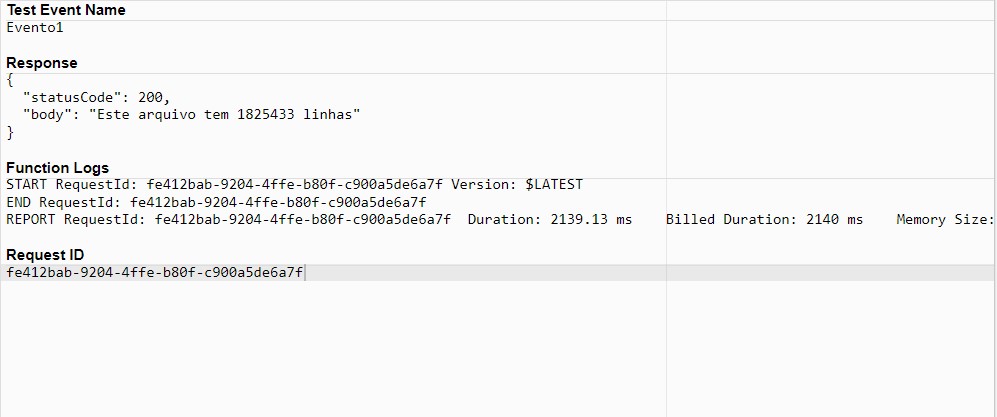 Test Event Name
Evento1
Response
{
"statusCode": 200,
"body": "Este arquivo tem 1825433 linhas"
}
Function Logs
START RequestId: fe412bab-9204-4ffe-b80f-c900a5de6a7f Version: $LATEST
END RequestId: fe412bab-9204-4ffe-b80f-c900a5de6a7f
REPORT RequestId: fe412bab-9204-4ffe-b80f-c900a5de6a7f Duration: 2139.13 ms Billed Duration: 2140 ms Memory Size:
Request ID
fe412bab-9204-4ffe-b80f-c900a5de6a7f